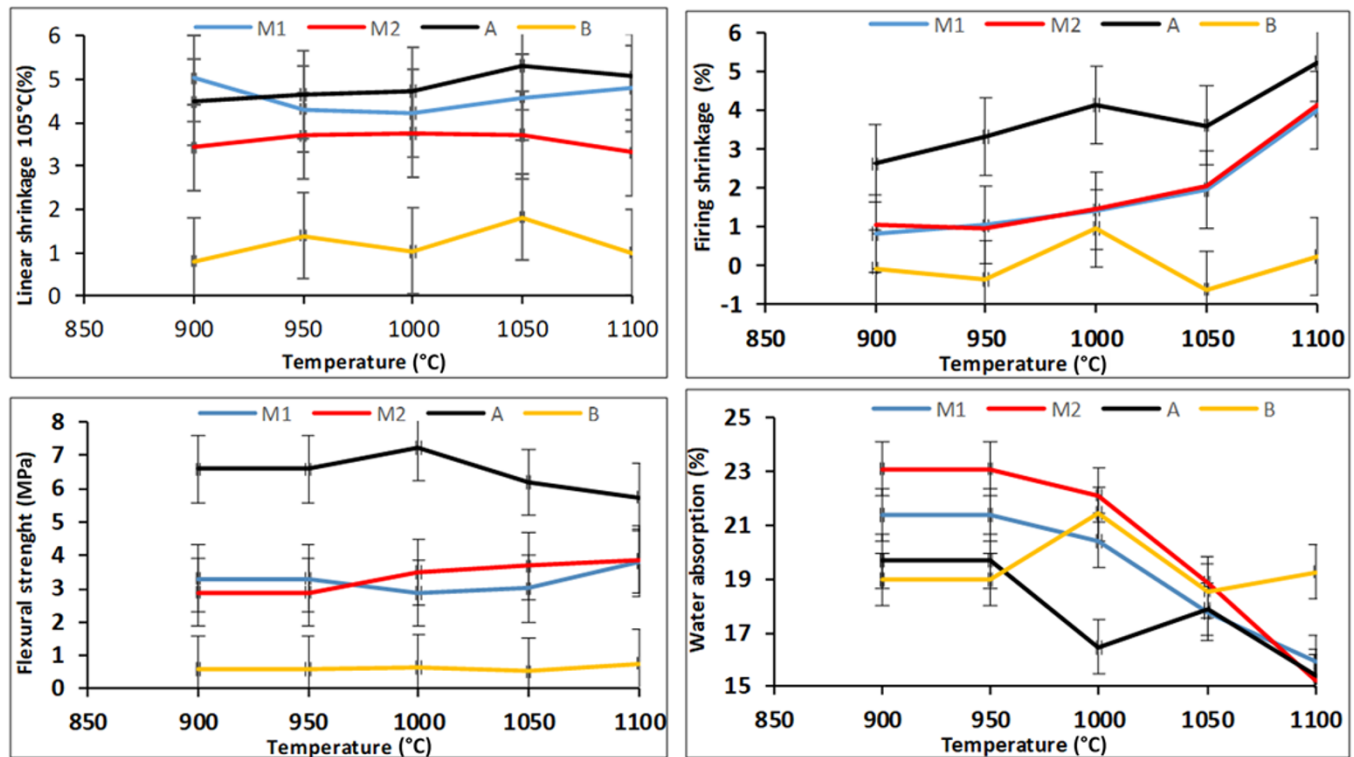 M1 M2 A B
Linear shrinkage 105°C(%)
6
5
4
3
2
1
0
850 900 950 1000 1050 1100
Temperature (°C)
M1 M2 A B
Firing shrinkage (%)
6
5
4
3
2
1
0
-1
850 900 950 1000 1050 1100
Temperature (°C)
M1 M2 A B
Flexural strenght (MPa)
8
7
6
5
4
3
2
1
0
850 900 950 1000 1050 1100
Temperature (°C)
M1 M2 A B
Water absorption (%)
25
23
21
19
17
15
850 900 950 1000 1050 1100
Temperature (°C)